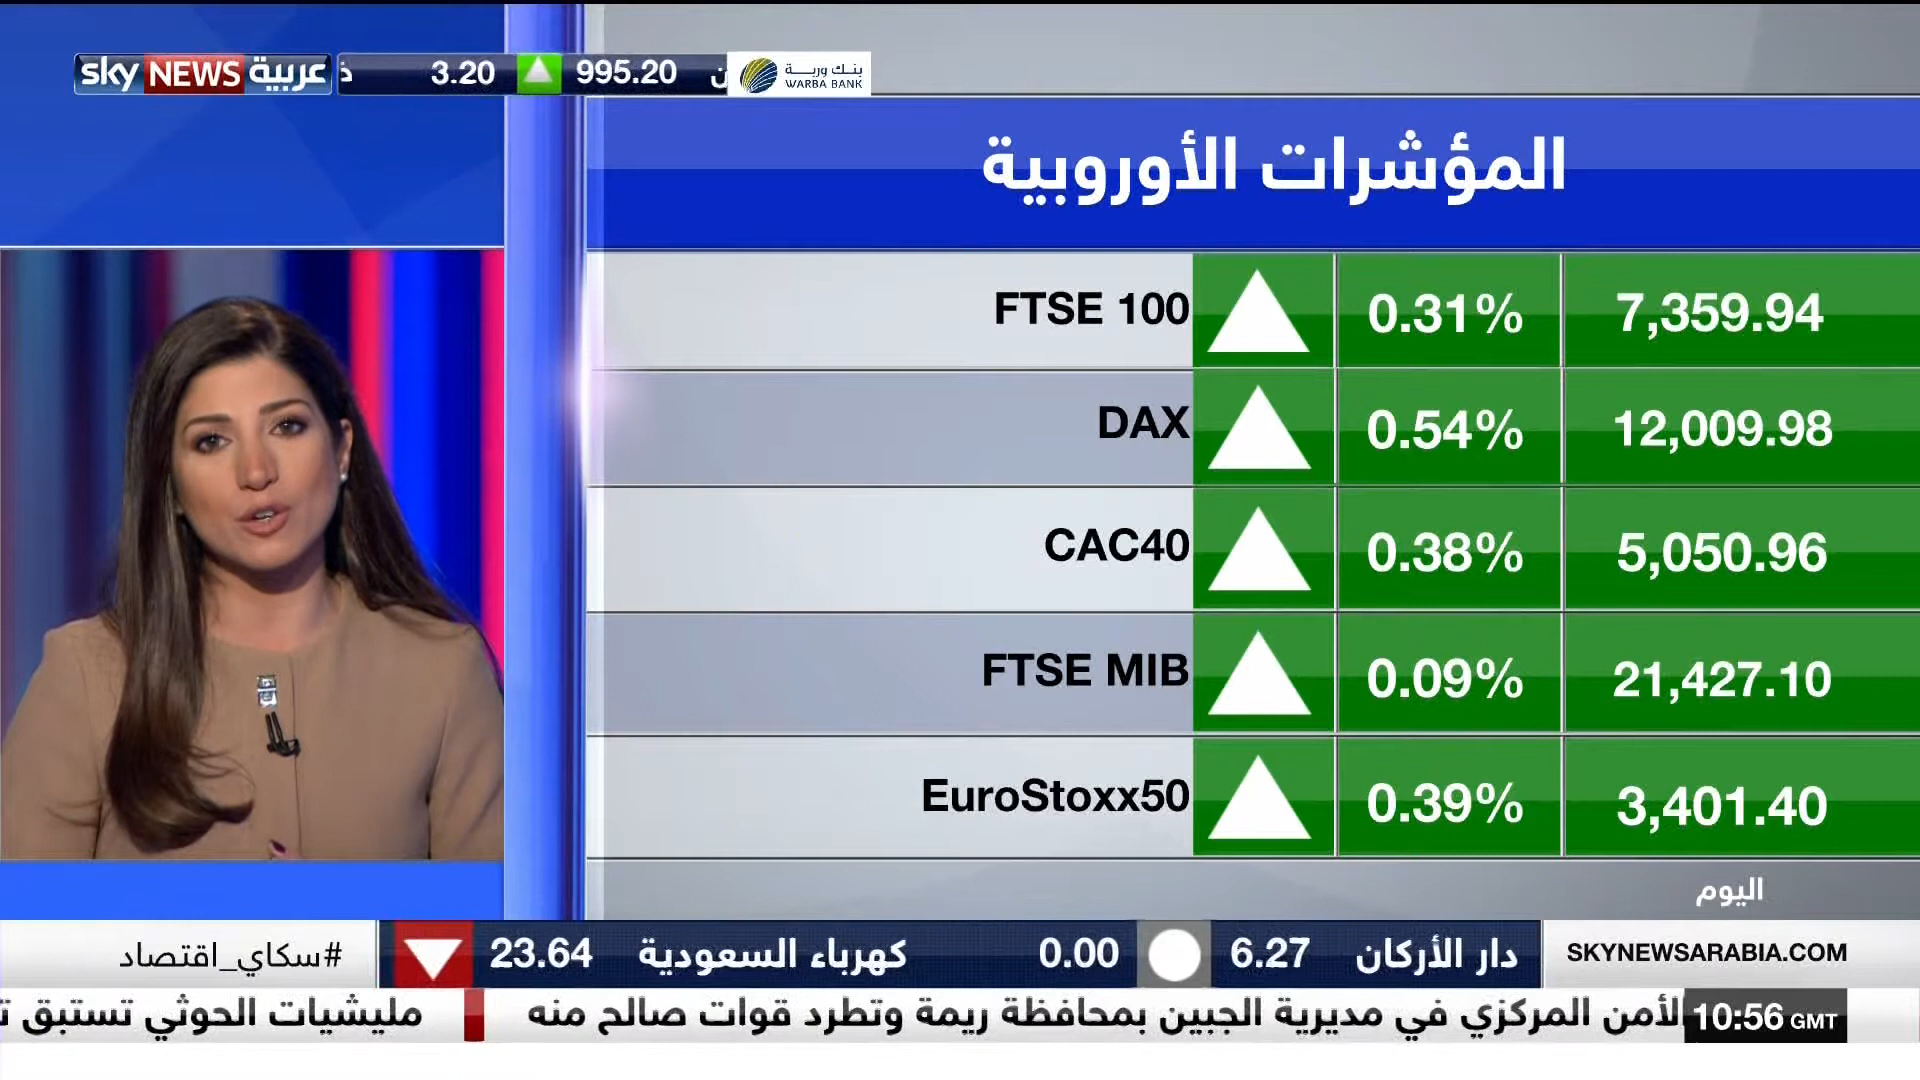 sky NEWS عربية
3.20 995.20
بنك وربة
WARBA BANK
المؤشرات الأوروبية
FTSE 100 0.31% 7,359.94
DAX 0.54% 12,009.98
CAC40 0.38% 5,050.96
FTSE MIB 0.09% 21,427.10
EuroStoxx50 0.39% 3,401.40
اليوم
SKYNEWSARABIA.COM
دار الأركان 6.27 0.00 كهرباء السعودية 23.64
#سكاي_اقتصاد
10:56 GMT
الأمن المركزي في مديرية الجبين بمحافظة ريمة وتطرد قوات صالح منه مليشيات الحوثي تستبق